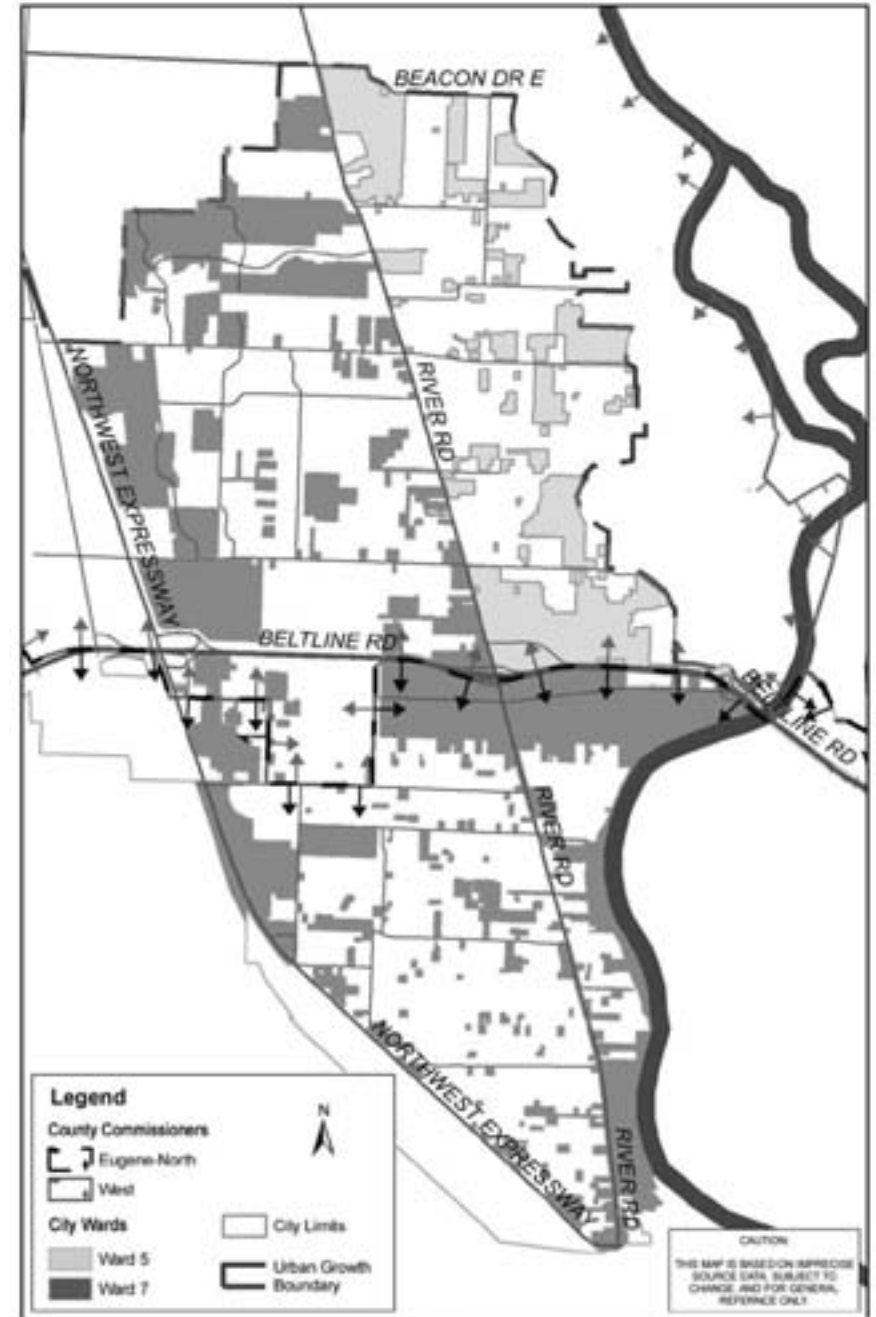 BEACON DR E
RIVER RD
NORTHWEST EXPRESSWAY
BELTLINE RD
BELTLINE RD
RIVER RD
NORTHWEST EXPRESSWAY
RIVER RD
Legend
County Commissioners
Eugene-North
West
City Wards
Ward 5
Ward 7
N
City Limits
Urban Growth
Boundary
CAUTION
THIS MAP IS BASED ON IMPRECISE
SOURCE DATA, SUBJECT TO
CHANGE, AND FOR GENERAL
REFERNCE ONLY.